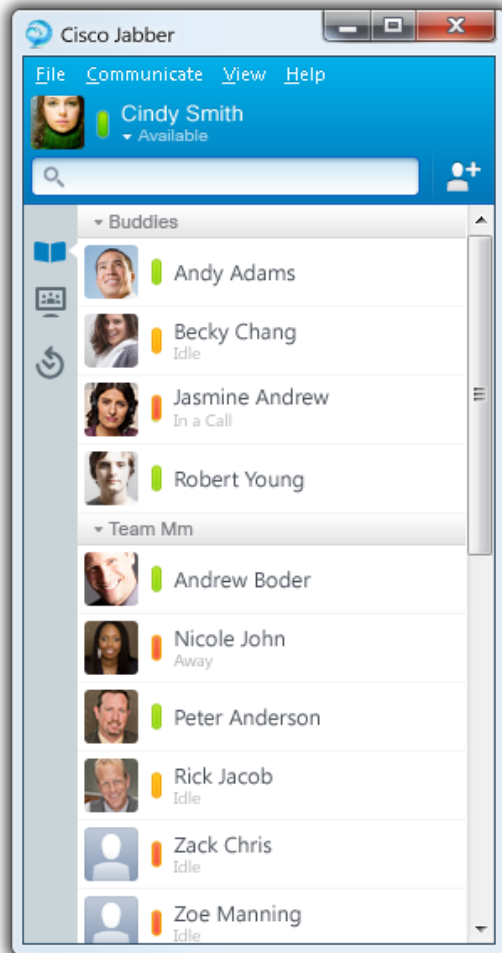 Cisco Jabber
File Communicate View Help
Cindy Smith
Available
Buddies
Andy Adams
Becky Chang
Idle
Jasmine Andrew
In a Call
Robert Young
Team Mm
Andrew Boder
Nicole John
Away
Peter Anderson
Rick Jacob
Idle
Zack Chris
Idle
Zoe Manning
Idle